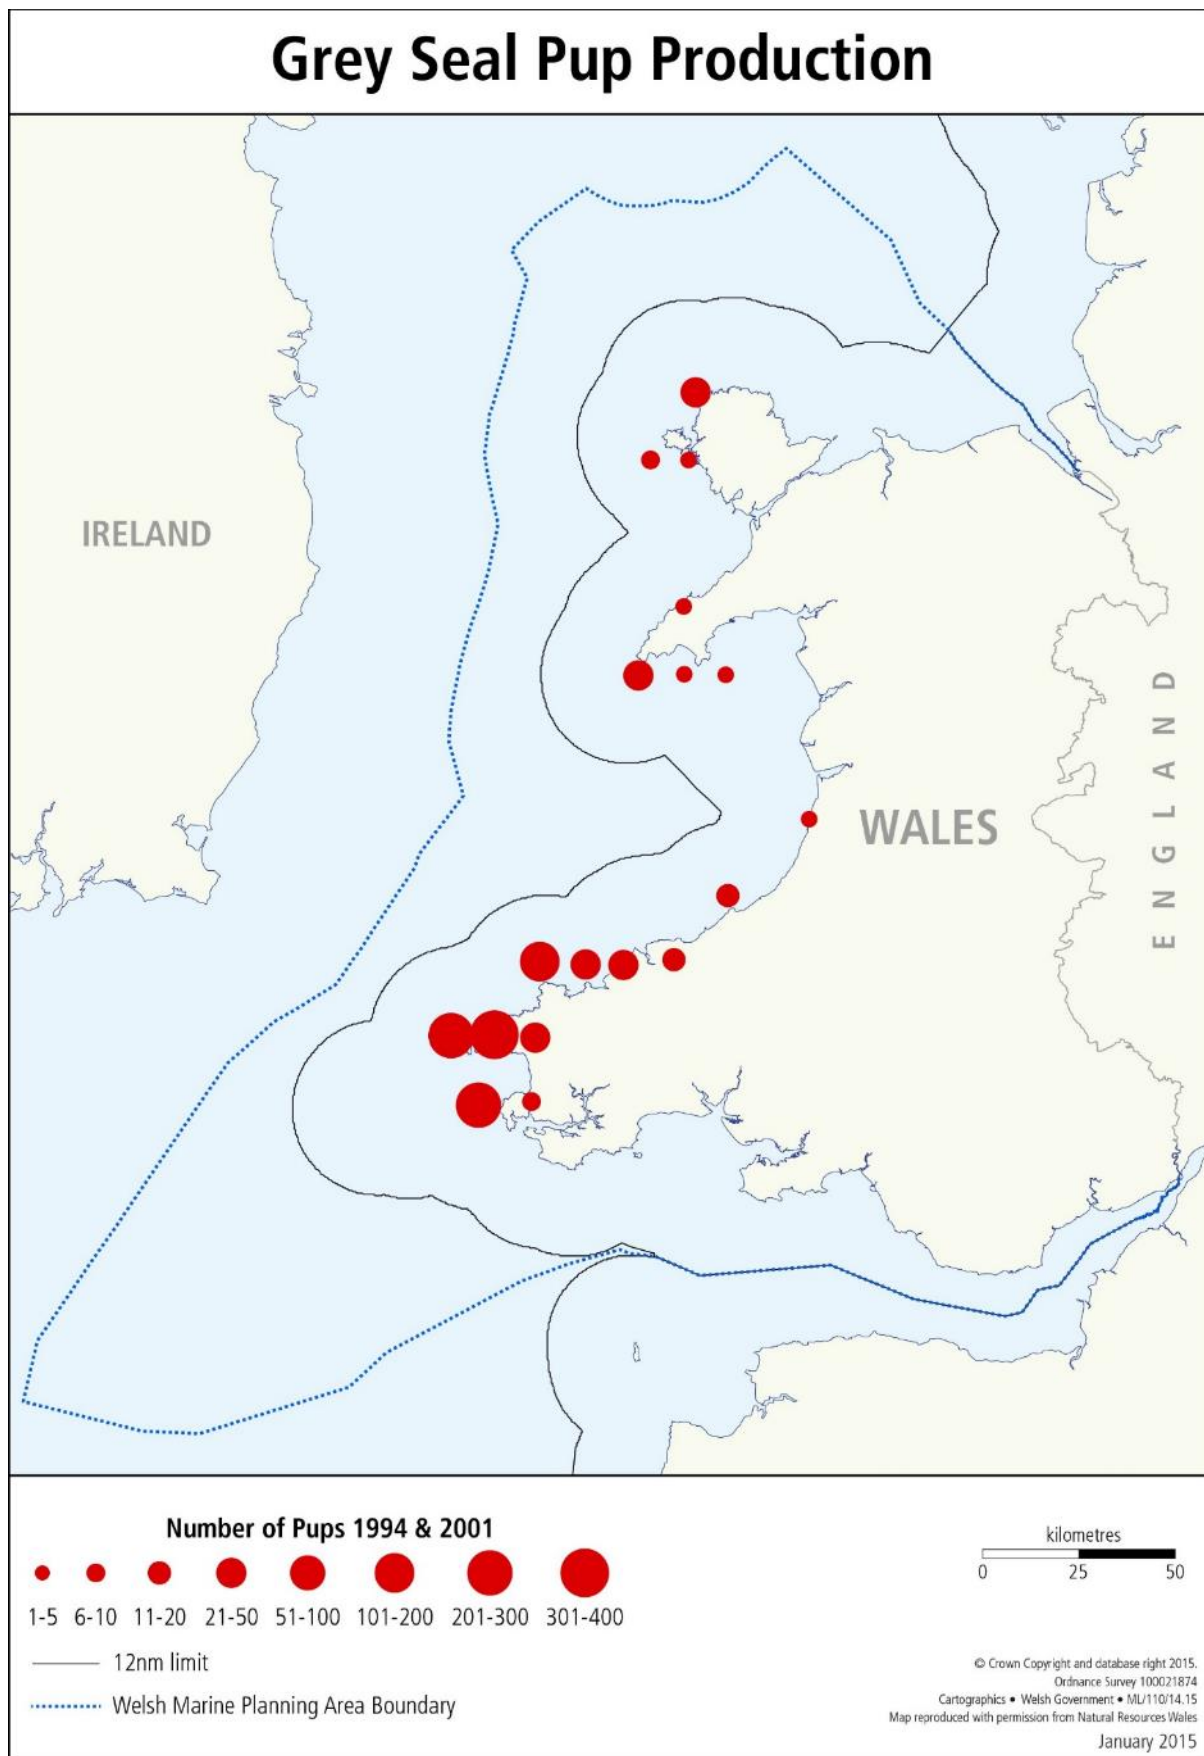 Grey Seal Pup Production
IRELAND
ENGLAND
WALES
Number of Pups 1994 & 2001
1-5 6-10 11-20 21-50 51-100 101-200 201-300 301-400
12nm limit
Welsh Marine Planning Area Boundary
kilometres
0 25 50
© Crown Copyright and database right 2015.
Ordnance Survey 100021874
Cartographics • Welsh Government • ML/110/14.15
Map reproduced with permission from Natural Resources Wales
January 2015